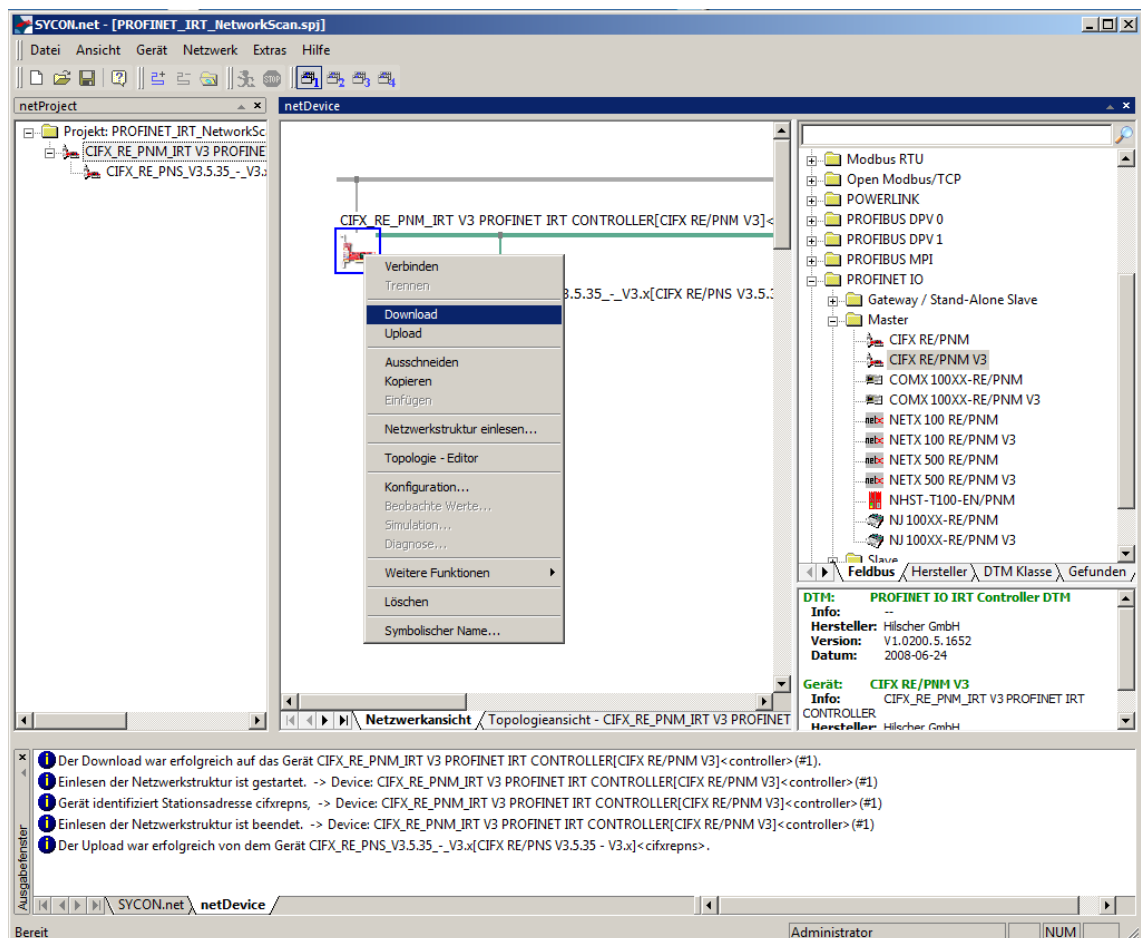 SYCON.net - [PROFINET_IRT_NetworkScan.spj]
Datei Ansicht Gerät Netzwerk Extras Hilfe
netProject
netDevice
Projekt: PROFINET_IRT_NetworkSc
CIFX_RE_PNM_IRT V3 PROFINE
CIFX_RE_PNS_V3.5.35_-_V3.
CIFX_RE_PNM_IRT V3 PROFINET IRT CONTROLLER[CIFX RE/PNM V3]<
3.5.35_-_V3.x[CIFX RE/PNS V3.5.3
Verbinden
Trennen
Download
Upload
Ausschneiden
Kopieren
Einfügen
Netzwerkstruktur einlesen...
Topologie - Editor
Konfiguration...
Beobachte Werte...
Simulation...
Diagnose...
Weitere Funktionen
Löschen
Symbolischer Name...
Netzwerkansicht Topologieansicht - CIFX_RE_PNM_IRT V3 PROFINET
Modbus RTU
Open Modbus/TCP
POWERLINK
PROFIBUS DPV0
PROFIBUS DPV1
PROFIBUS MPI
PROFINET IO
Gateway / Stand-Alone Slave
Master
CIFX RE/PNM
CIFX RE/PNM V3
COMX 100XX-RE/PNM
COMX 100XX-RE/PNM V3
NETX 100 RE/PNM
NETX 100 RE/PNM V3
NETX 500 RE/PNM
NETX 500 RE/PNM V3
NHST-T100-EN/PNM
NJ 100XX-RE/PNM
NJ 100XX-RE/PNM V3
Slave
Feldbus Hersteller DTM Klasse Gefunden
DTM: PROFINET IO IRT Controller DTM
Info: --
Hersteller: Hilscher GmbH
Version: V1.0200.5.1652
Datum: 2008-06-24
Gerät: CIFX RE/PNM V3
Info: CIFX_RE_PNM_IRT V3 PROFINET IRT
CONTROLLER
Hersteller: Hilscher GmbH
Der Download war erfolgreich auf das Gerät CIFX_RE_PNM_IRT V3 PROFINET IRT CONTROLLER[CIFX RE/PNM V3]<controller>(#1).
Einlesen der Netzwerkstruktur ist gestartet. -> Device: CIFX_RE_PNM_IRT V3 PROFINET IRT CONTROLLER[CIFX RE/PNM V3]<controller>(#1)
Gerät identifiziert Stationsadresse cifxrepns, -> Device: CIFX_RE_PNM_IRT V3 PROFINET IRT CONTROLLER[CIFX RE/PNM V3]<controller>(#1)
Einlesen der Netzwerkstruktur ist beendet. -> Device: CIFX_RE_PNM_IRT V3 PROFINET IRT CONTROLLER[CIFX RE/PNM V3]<controller>(#1)
Der Upload war erfolgreich von dem Gerät CIFX_RE_PNS_V3.5.35_-_V3.x[CIFX RE/PNS V3.5.35 - V3.x]<cifxrepns>.
Ausgabefenster
SYCON.net netDevice
Bereit
Administrator
NUM